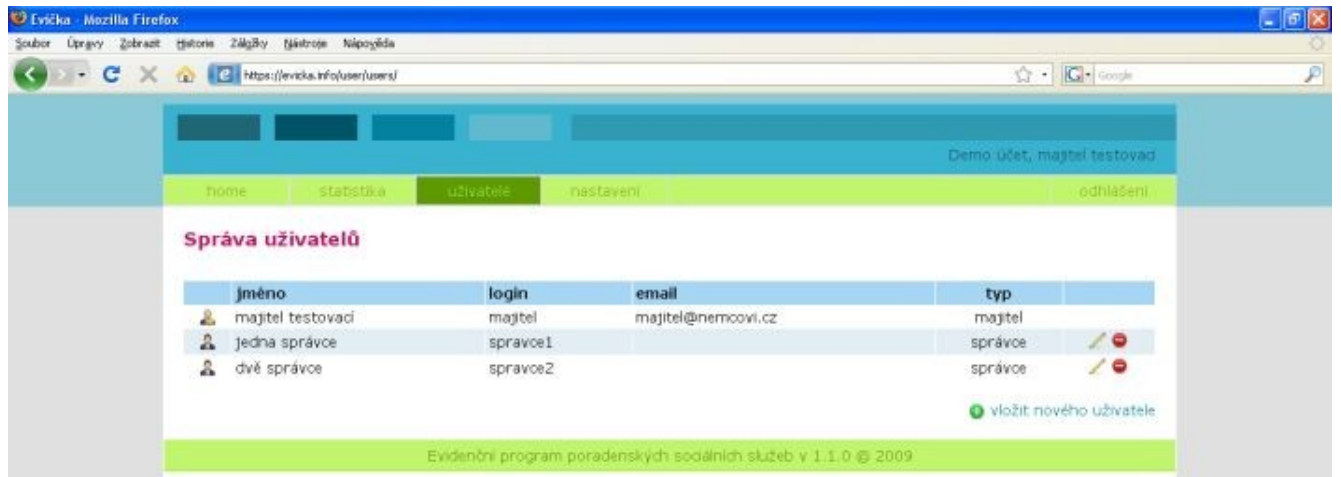 Evička - Mozilla Firefox
Soubor Úpravy Zobrazit Historie Záložky Nástroje Nápověda
https://evicka.info/user/users/ Google
Demo účet, majitel testovací
home statistika uživatelé nastavení odhlášení
Správa uživatelů
jméno login email typ
majitel testovací majitel majitel@nemcovi.cz majitel
jedna správce spravce1 správce
dvě správce spravce2 správce
vložit nového uživatele
Evidenční program poradenských sociálních služeb v 1.1.0 @ 2009